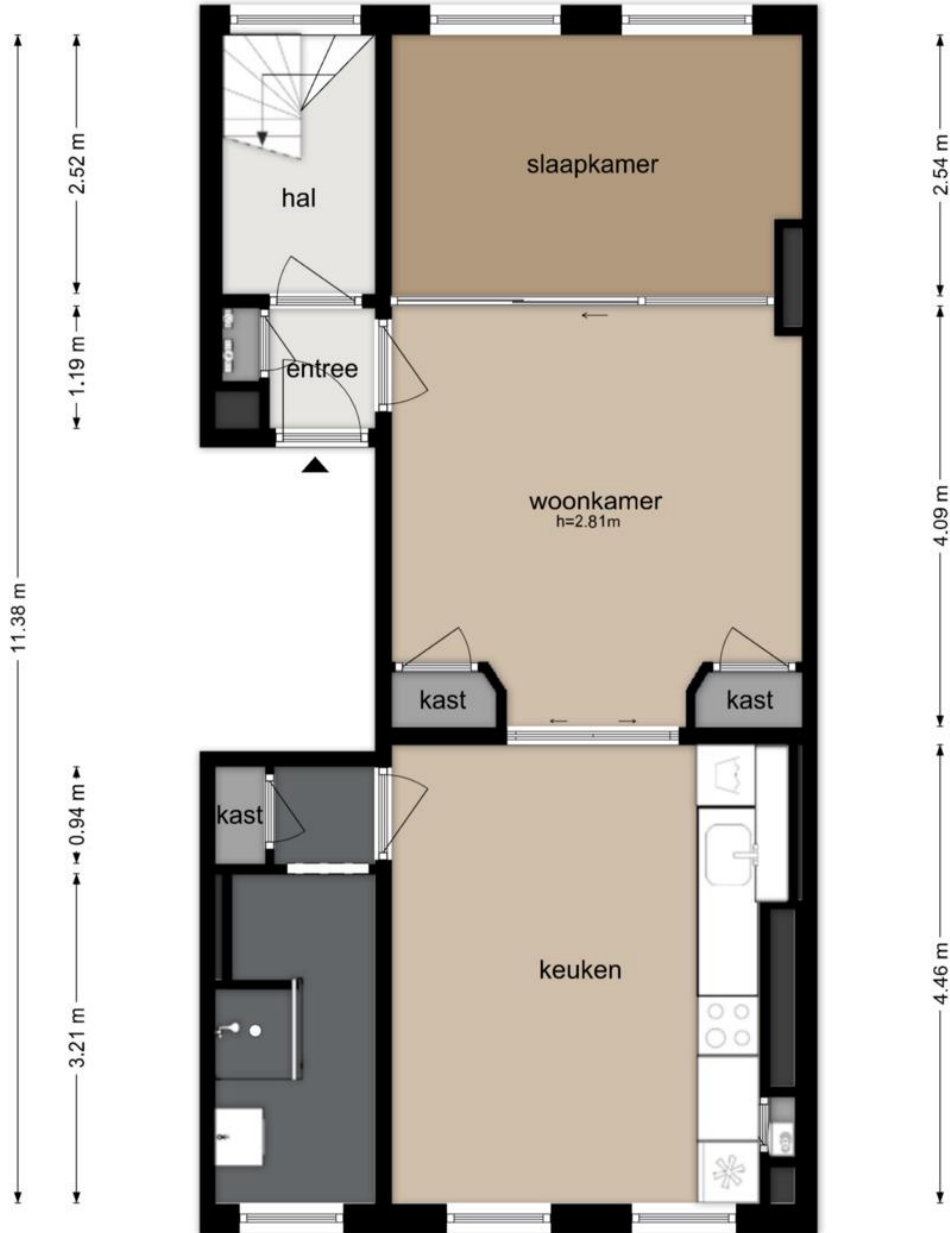 2.52 m
2.54 m
slaapkamer
hal
1.19 m
entree
woonkamer
h=2.81m
4.09 m
11.38 m
kast
kast
kast
0.94 m
keuken
4.46 m
3.21 m